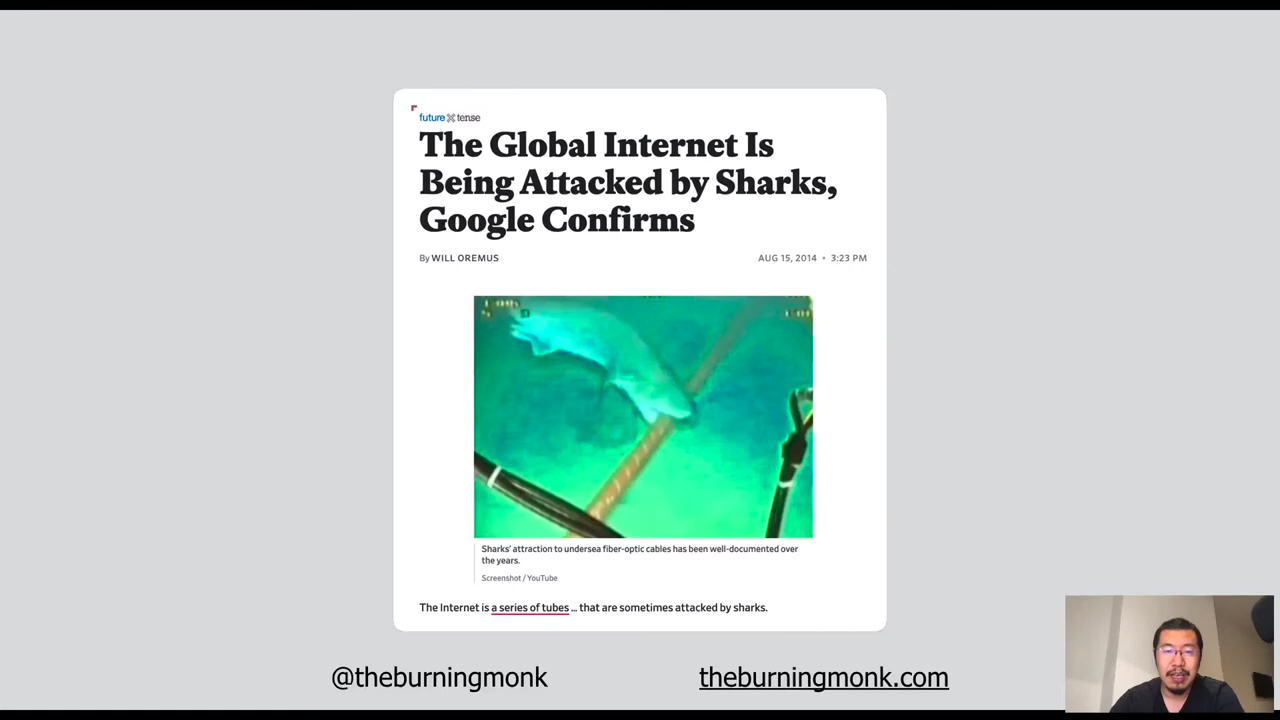 future tense
The Global Internet Is
Being Attacked by Sharks,
Google Confirms
By WILL OREMUS
AUG 15, 2014 • 3:23 PM
Sharks' attraction to undersea fiber-optic cables has been well-documented over
the years.
Screenshot / YouTube
The Internet is a series of tubes ... that are sometimes attacked by sharks.
@theburningmonk
theburningmonk.com